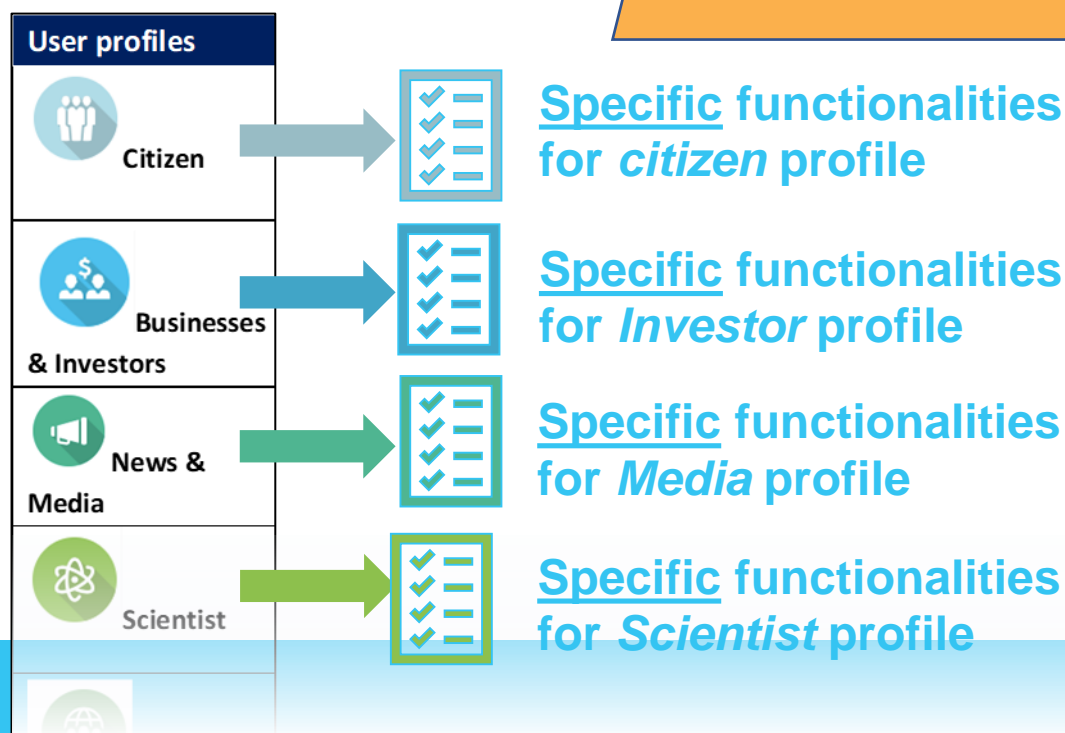 User profiles
Citizen
Specific functionalities
for citizen profile
Businesses
& Investors
Specific functionalities
for Investor profile
News &
Media
Specific functionalities
for Media profile
Scientist
Specific functionalities
for Scientist profile